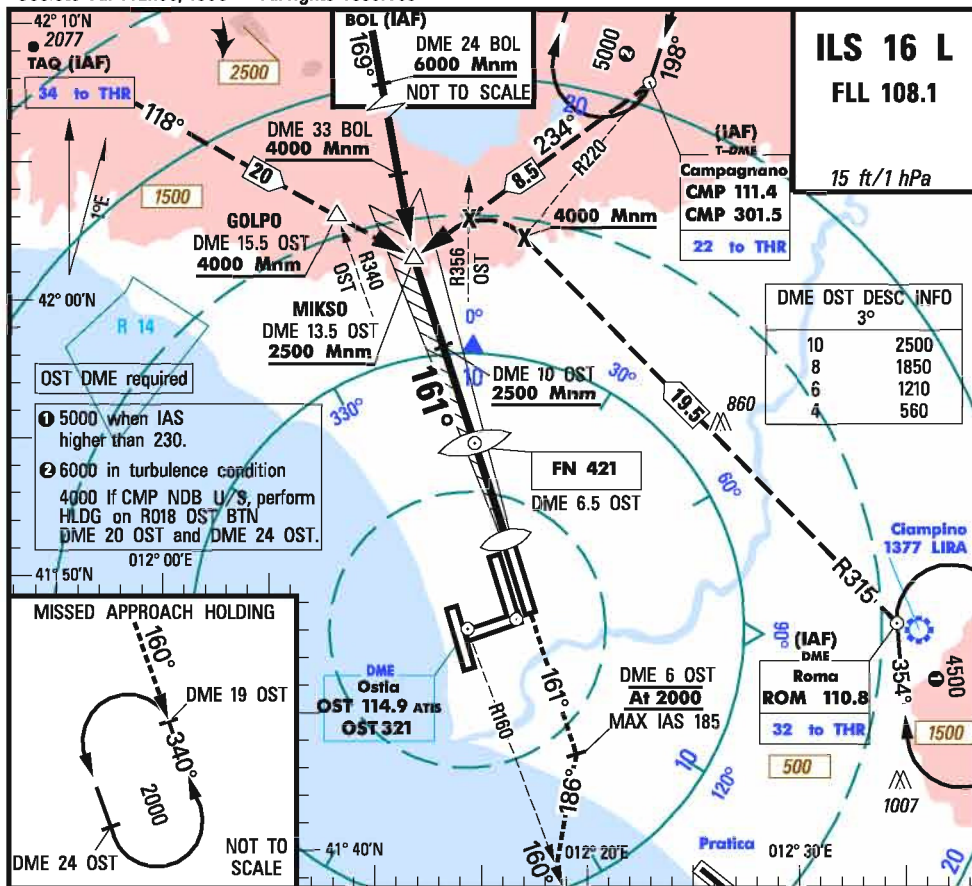 42° 10'N
2077
TAQ (IAF)
34 to THR
2500
BOL (IAF)
169°
DME 24 BOL
6000 Mnm
NOT TO SCALE
5000
❷
198°
20
ILS 16 L
FLL 108.1
15 ft/1 hPa
118°
DME 33 BOL
4000 Mnm
234°
R220
8.5
(IAF)
T-DME
Campagnano
CMP 111.4
CMP 301.5
22 to THR
1°E
1500
20
GOLPO
DME 15.5 OST
4000 Mnm
R340
OST
R356
OST
4000 Mnm
42° 00'N
MIKSO
DME 13.5 OST
2500 Mnm
0°
R 14
DME OST DESC INFO
3°
10 2500
8 1850
6 1210
4 560
OST DME required
❶ 5000 when IAS
higher than 230.
❷ 6000 in turbulence condition
4000 If CMP NDB U/S, perform
HLDG on R018 OST BTN
DME 20 OST and DME 24 OST.
10
DME 10 OST
2500 Mnm
30°
330°
161°
19.5
860
FN 421
DME 6.5 OST
60°
Ciampino
1377 LIRA
012° 00'E
41° 50'N
R315
MISSED APPROACH HOLDING
160°
DME 19 OST
340°
2000
DME 24 OST
NOT TO
SCALE
DME
Ostia
OST 114.9 ATIS
OST 321
R160
161°
DME 6 OST
At 2000
MAX IAS 185
186°
160°
90°
(IAF)
DME
Roma
ROM 110.8
32 to THR
354°
4500
❶
1500
500
1007
10
120°
41° 40'N
012° 20'E
Pratica
012° 30'E
20